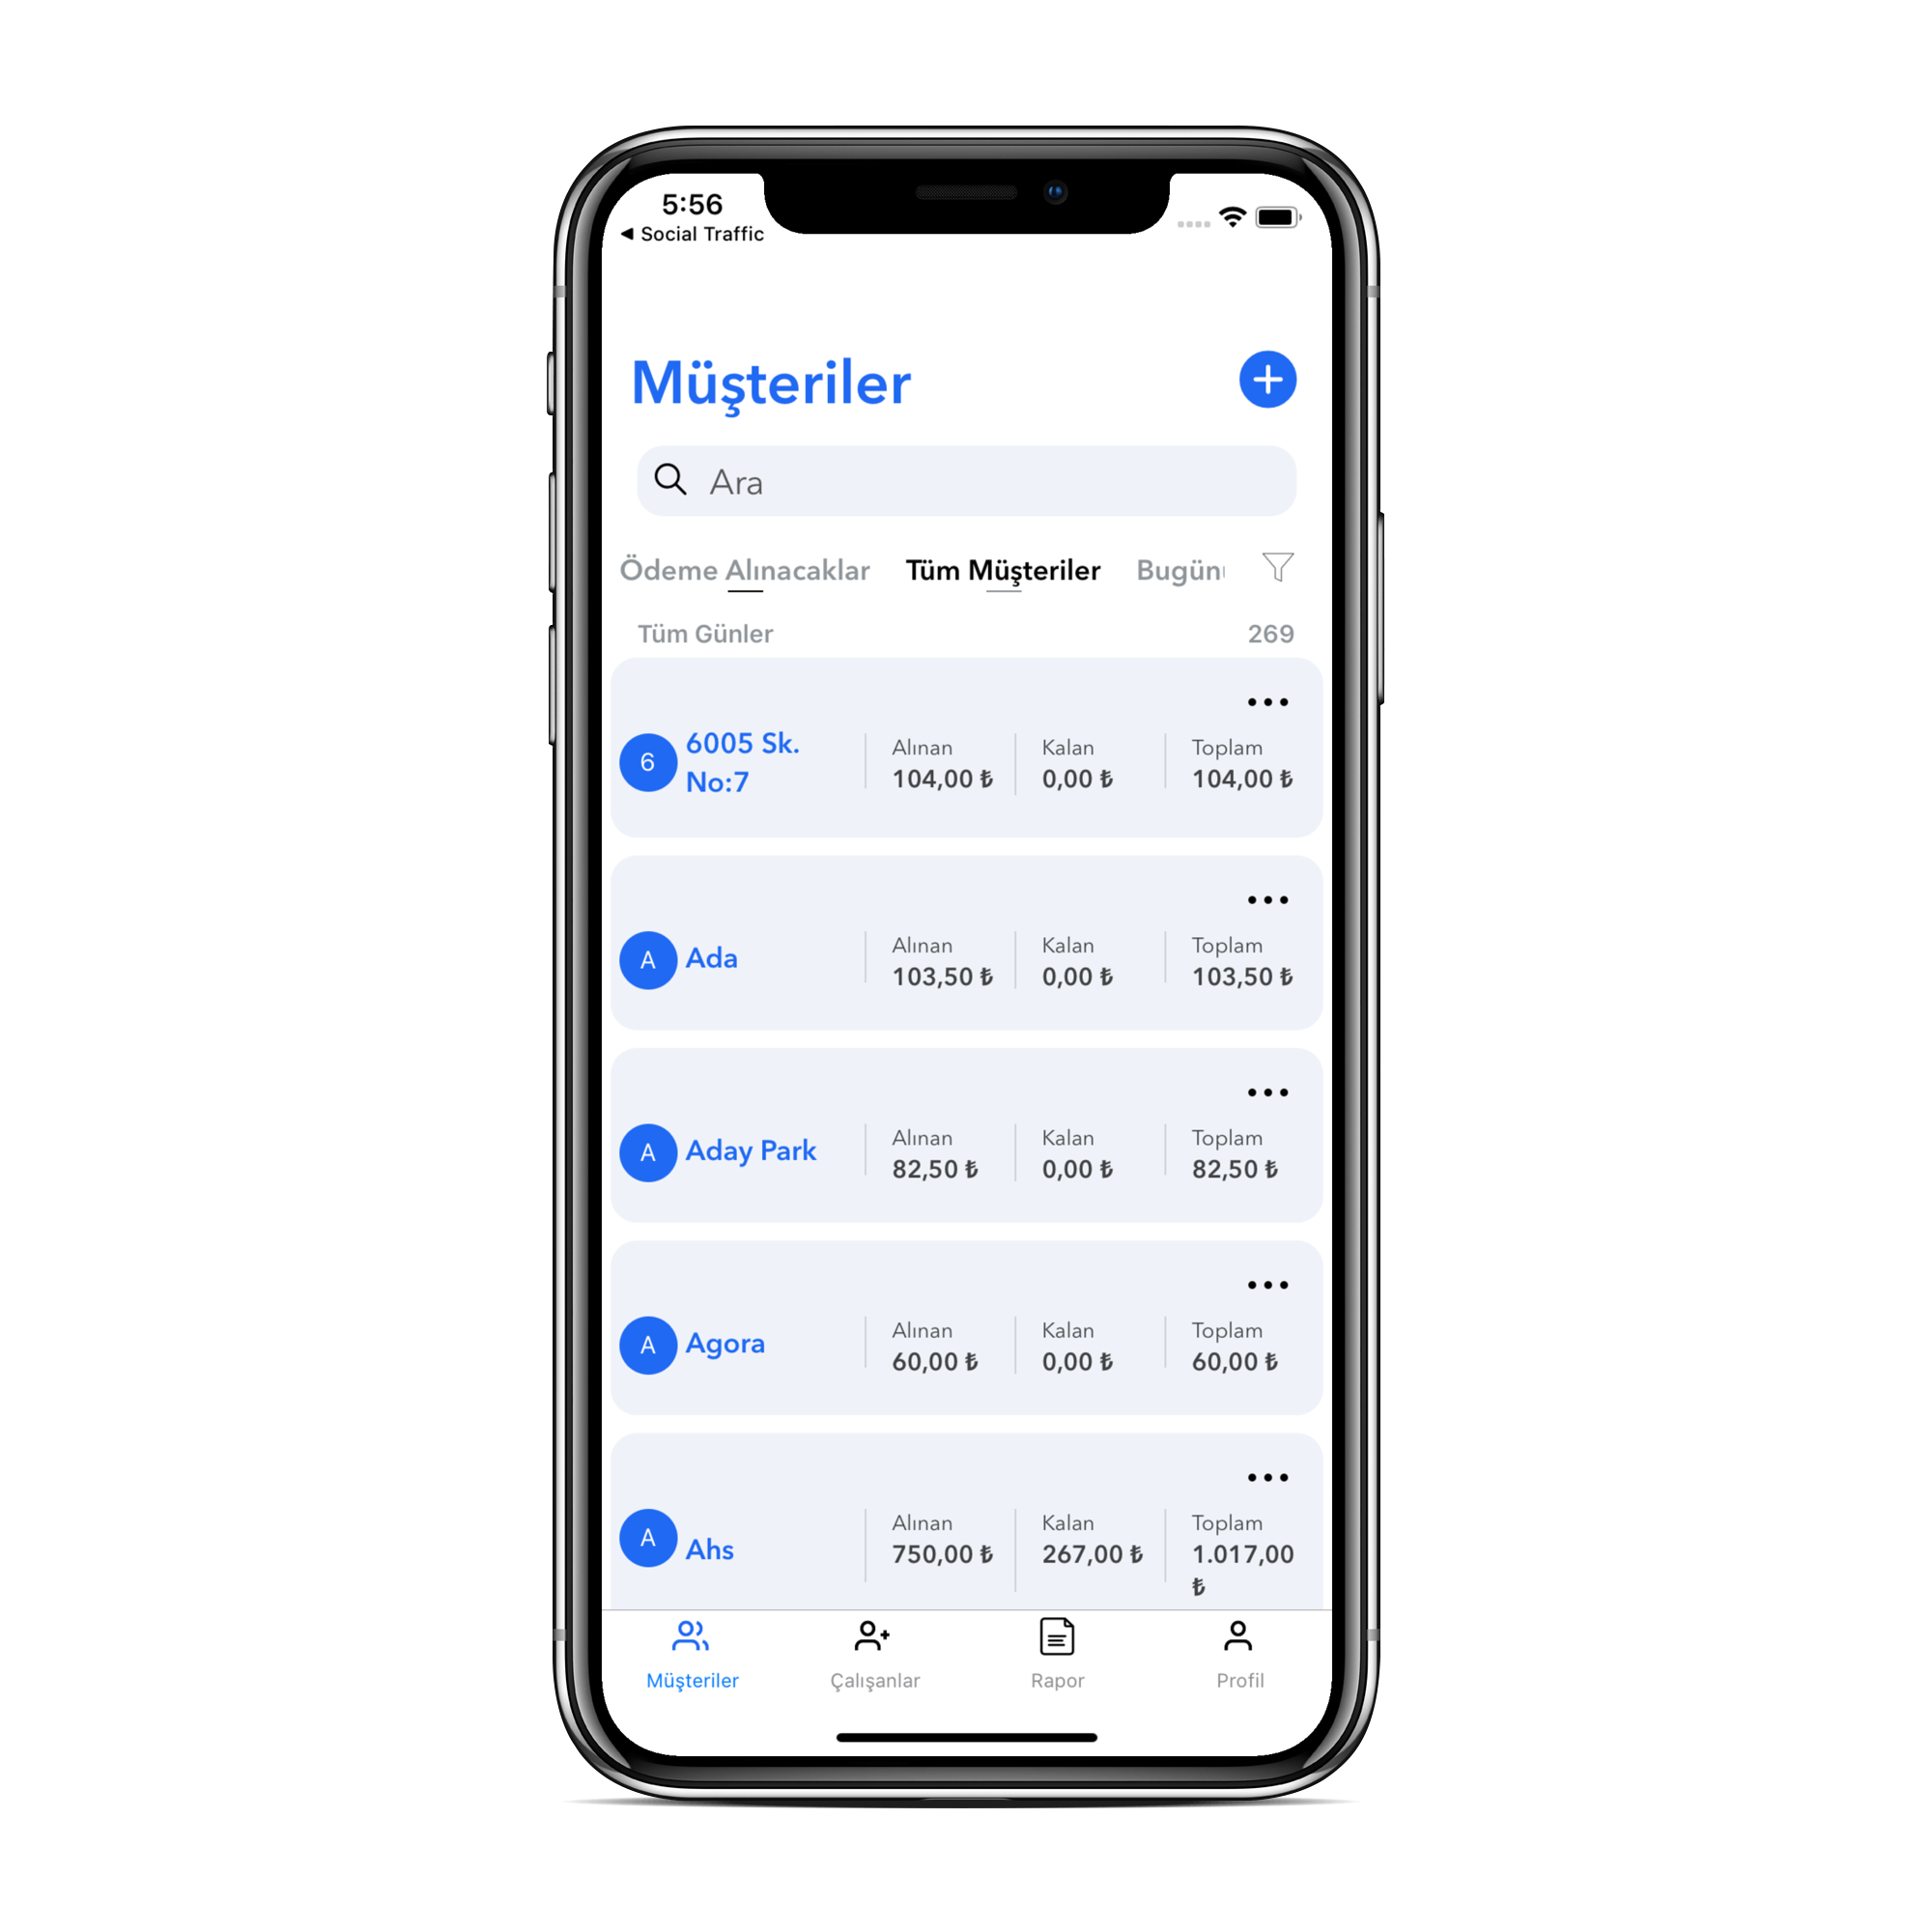 5:56
◀ Social Traffic
Müşteriler
Ara
Ödeme Alınacaklar Tüm Müşteriler Bugün
Tüm Günler 269
6 6005 Sk. No:7
Alınan Kalan Toplam
104,00 ₺ 0,00 ₺ 104,00 ₺
A Ada
Alınan Kalan Toplam
103,50 ₺ 0,00 ₺ 103,50 ₺
A Aday Park
Alınan Kalan Toplam
82,50 ₺ 0,00 ₺ 82,50 ₺
A Agora
Alınan Kalan Toplam
60,00 ₺ 0,00 ₺ 60,00 ₺
A Ahs
Alınan Kalan Toplam
750,00 ₺ 267,00 ₺ 1.017,00 ₺
Müşteriler Çalışanlar Rapor Profil